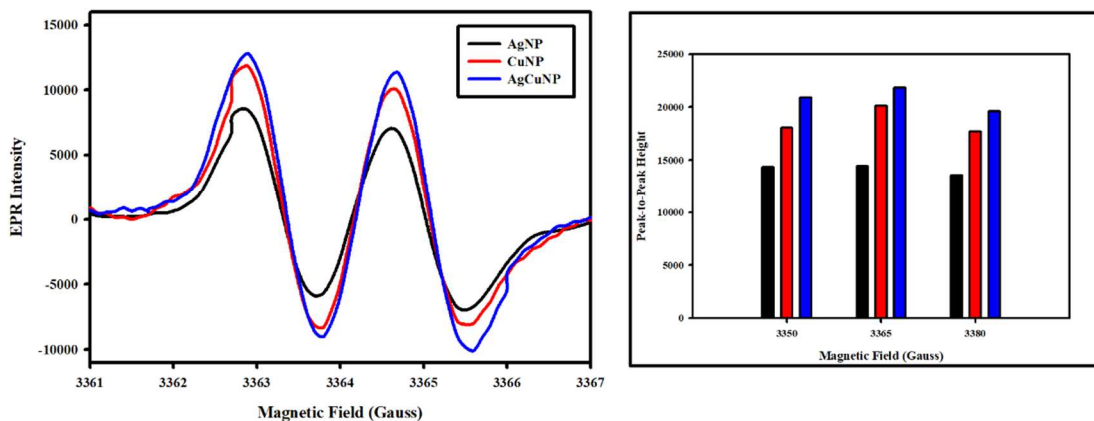 15000
10000
5000
0
-5000
-10000
EPR Intensity
AgNP
CuNP
AgCuNP
3361 3362 3363 3364 3365 3366 3367
Magnetic Field (Gauss)
25000
20000
15000
10000
5000
0
Peak-to-Peak Height
3350 3365 3380
Magnetic Field (Gauss)